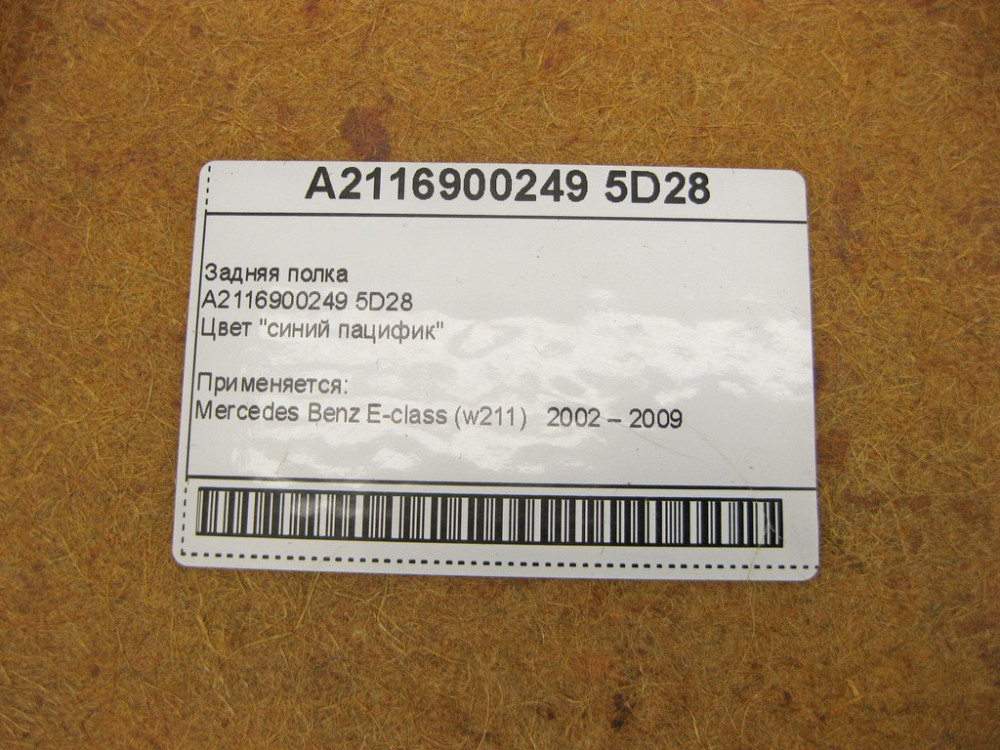 A2116900249 5D28
Задняя полка
A2116900249 5D28
Цвет "синий пацифик"
Применяется:
Mercedes Benz E-class (w211) 2002 – 2009